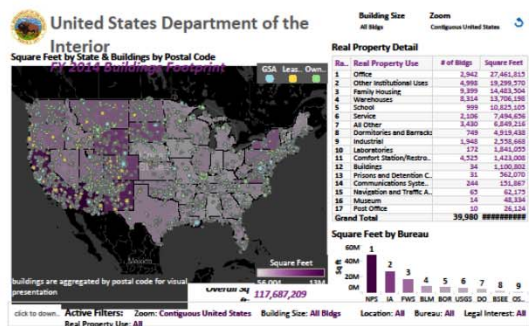 United States Department of the
Interior
FY 2014 Buildings Footprint
Building Size
All Bldgs
Zoom
Contiguous United States
Square Feet by State & Buildings by Postal Code
GSA Leas.. Own..
Mexico
Square Feet
buildings are aggregated by postal code for visual
presentation
117,687,209
Real Property Detail
Ra.. Real Property Use # of Bldgs Square Feet
1 Office 2,942 27,461,815
2 Other Institutional Uses 4,998 19,299,570
3 Family Housing 9,399 14,483,504
4 Warehouses 8,314 13,706,198
5 School 999 10,825,105
6 Service 2,106 7,494,656
7 All Other 3,430 6,849,216
8 Dormitories and Barracks 749 4,919,438
9 Industrial 1,948 2,558,668
10 Laboratories 172 1,841,055
11 Comfort Station/Restro.. 4,525 1,423,008
12 Buildings 34 1,100,802
13 Prisons and Detention C.. 31 562,070
14 Communications Syste.. 244 151,867
15 Navigation and Traffic A.. 65 62,175
16 Museum 14 48,334
17 Post Office 10 26,124
Grand Total 39,980 ##########
Square Feet by Bureau
Sq ft
60M
40M
20M
0M
1 2 3 4 5 6 7 8 9
NPS IA FWS BLM BOR USGS DO BSEE OS..
click to down.. Active Filters: Zoom: Contiguous United States Building Size: All Bldgs Location: All Bureau: All Legal Interest: All
Real Property Use: All